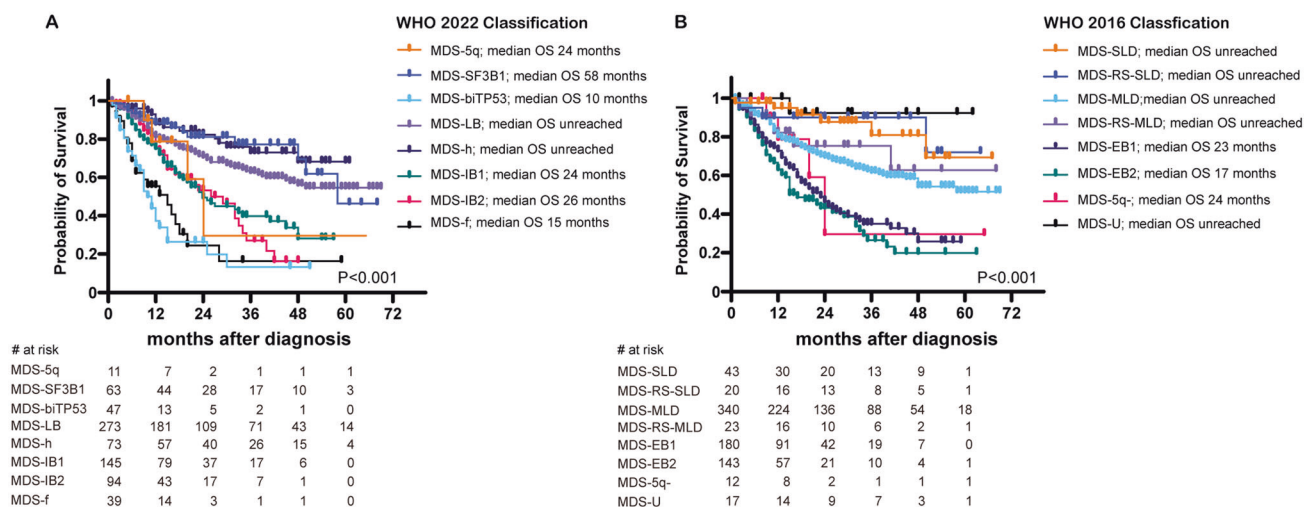 A
WHO 2022 Classification
MDS-5q; median OS 24 months
MDS-SF3B1; median OS 58 months
MDS-biTP53; median OS 10 months
MDS-LB; median OS unreached
MDS-h; median OS unreached
MDS-IB1; median OS 24 months
MDS-IB2; median OS 26 months
MDS-f; median OS 15 months
Probability of Survival
1
0.8
0.6
0.4
0.2
0
P<0.001
0 12 24 36 48 60 72
months after diagnosis
# at risk
MDS-5q 11 7 2 1 1 1
MDS-SF3B1 63 44 28 17 10 3
MDS-biTP53 47 13 5 2 1 0
MDS-LB 273 181 109 71 43 14
MDS-h 73 57 40 26 15 4
MDS-IB1 145 79 37 17 6 0
MDS-IB2 94 43 17 7 1 0
MDS-f 39 14 3 1 1 0
B
WHO 2016 Classfication
MDS-SLD; median OS unreached
MDS-RS-SLD; median OS unreached
MDS-MLD;median OS unreached
MDS-RS-MLD; median OS unreached
MDS-EB1; median OS 23 months
MDS-EB2; median OS 17 months
MDS-5q-; median OS 24 months
MDS-U; median OS unreached
Probability of Survival
1
0.8
0.6
0.4
0.2
0
P<0.001
0 12 24 36 48 60 72
months after diagnosis
# at risk
MDS-SLD 43 30 20 13 9 1
MDS-RS-SLD 20 16 13 8 5 1
MDS-MLD 340 224 136 88 54 18
MDS-RS-MLD 23 16 10 6 2 1
MDS-EB1 180 91 42 19 7 0
MDS-EB2 143 57 21 10 4 1
MDS-5q- 12 8 2 1 1 1
MDS-U 17 14 9 7 3 1